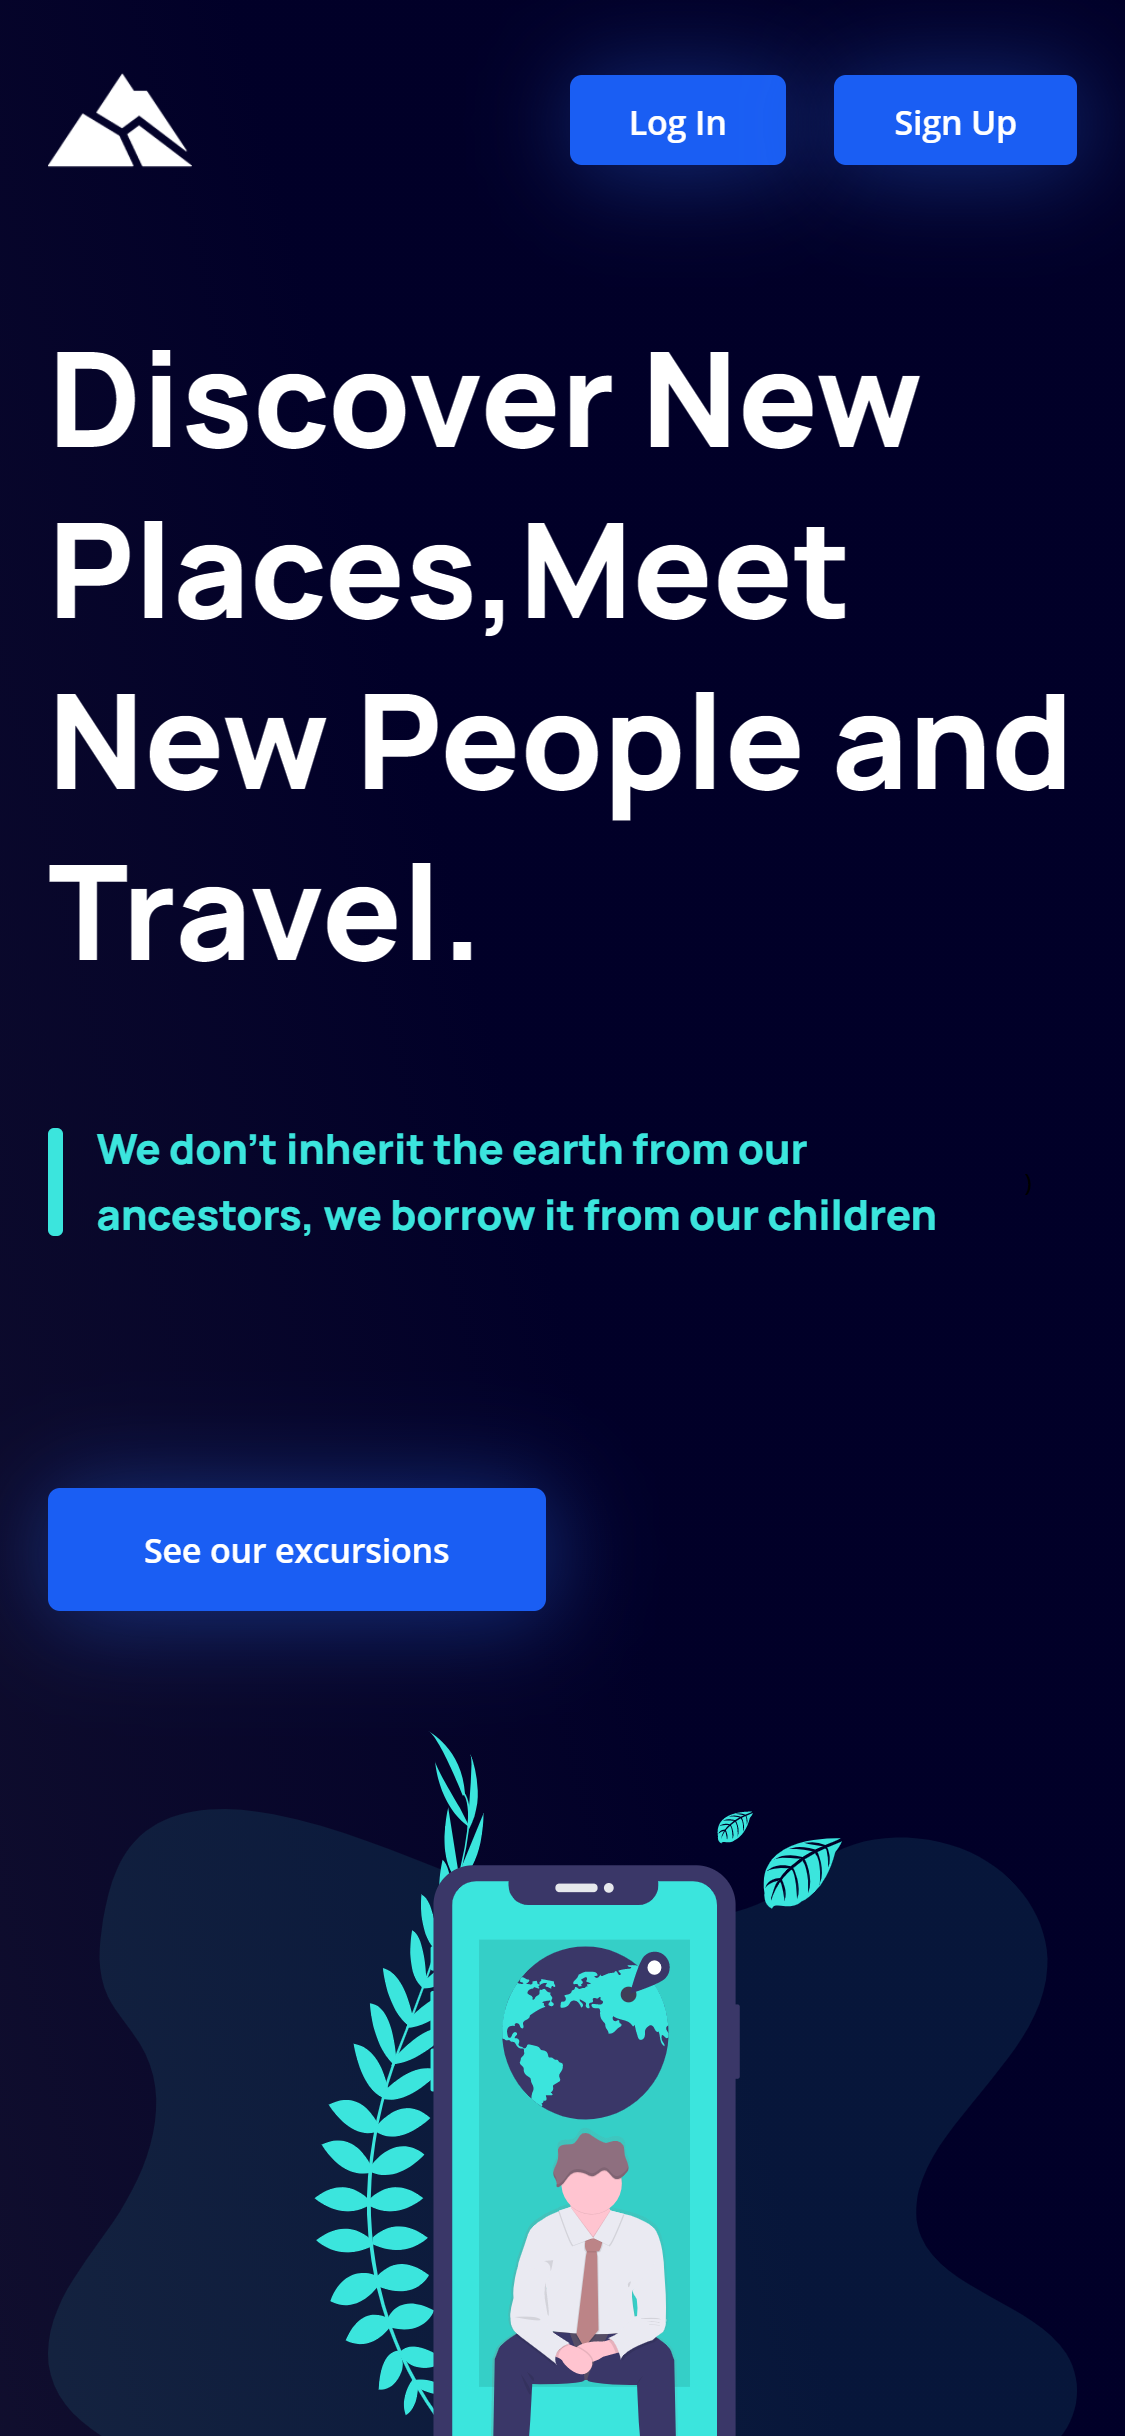 Log In
Sign Up
Discover New
Places,Meet
New People and
Travel.
We don’t inherit the earth from our
ancestors, we borrow it from our children
See our excursions